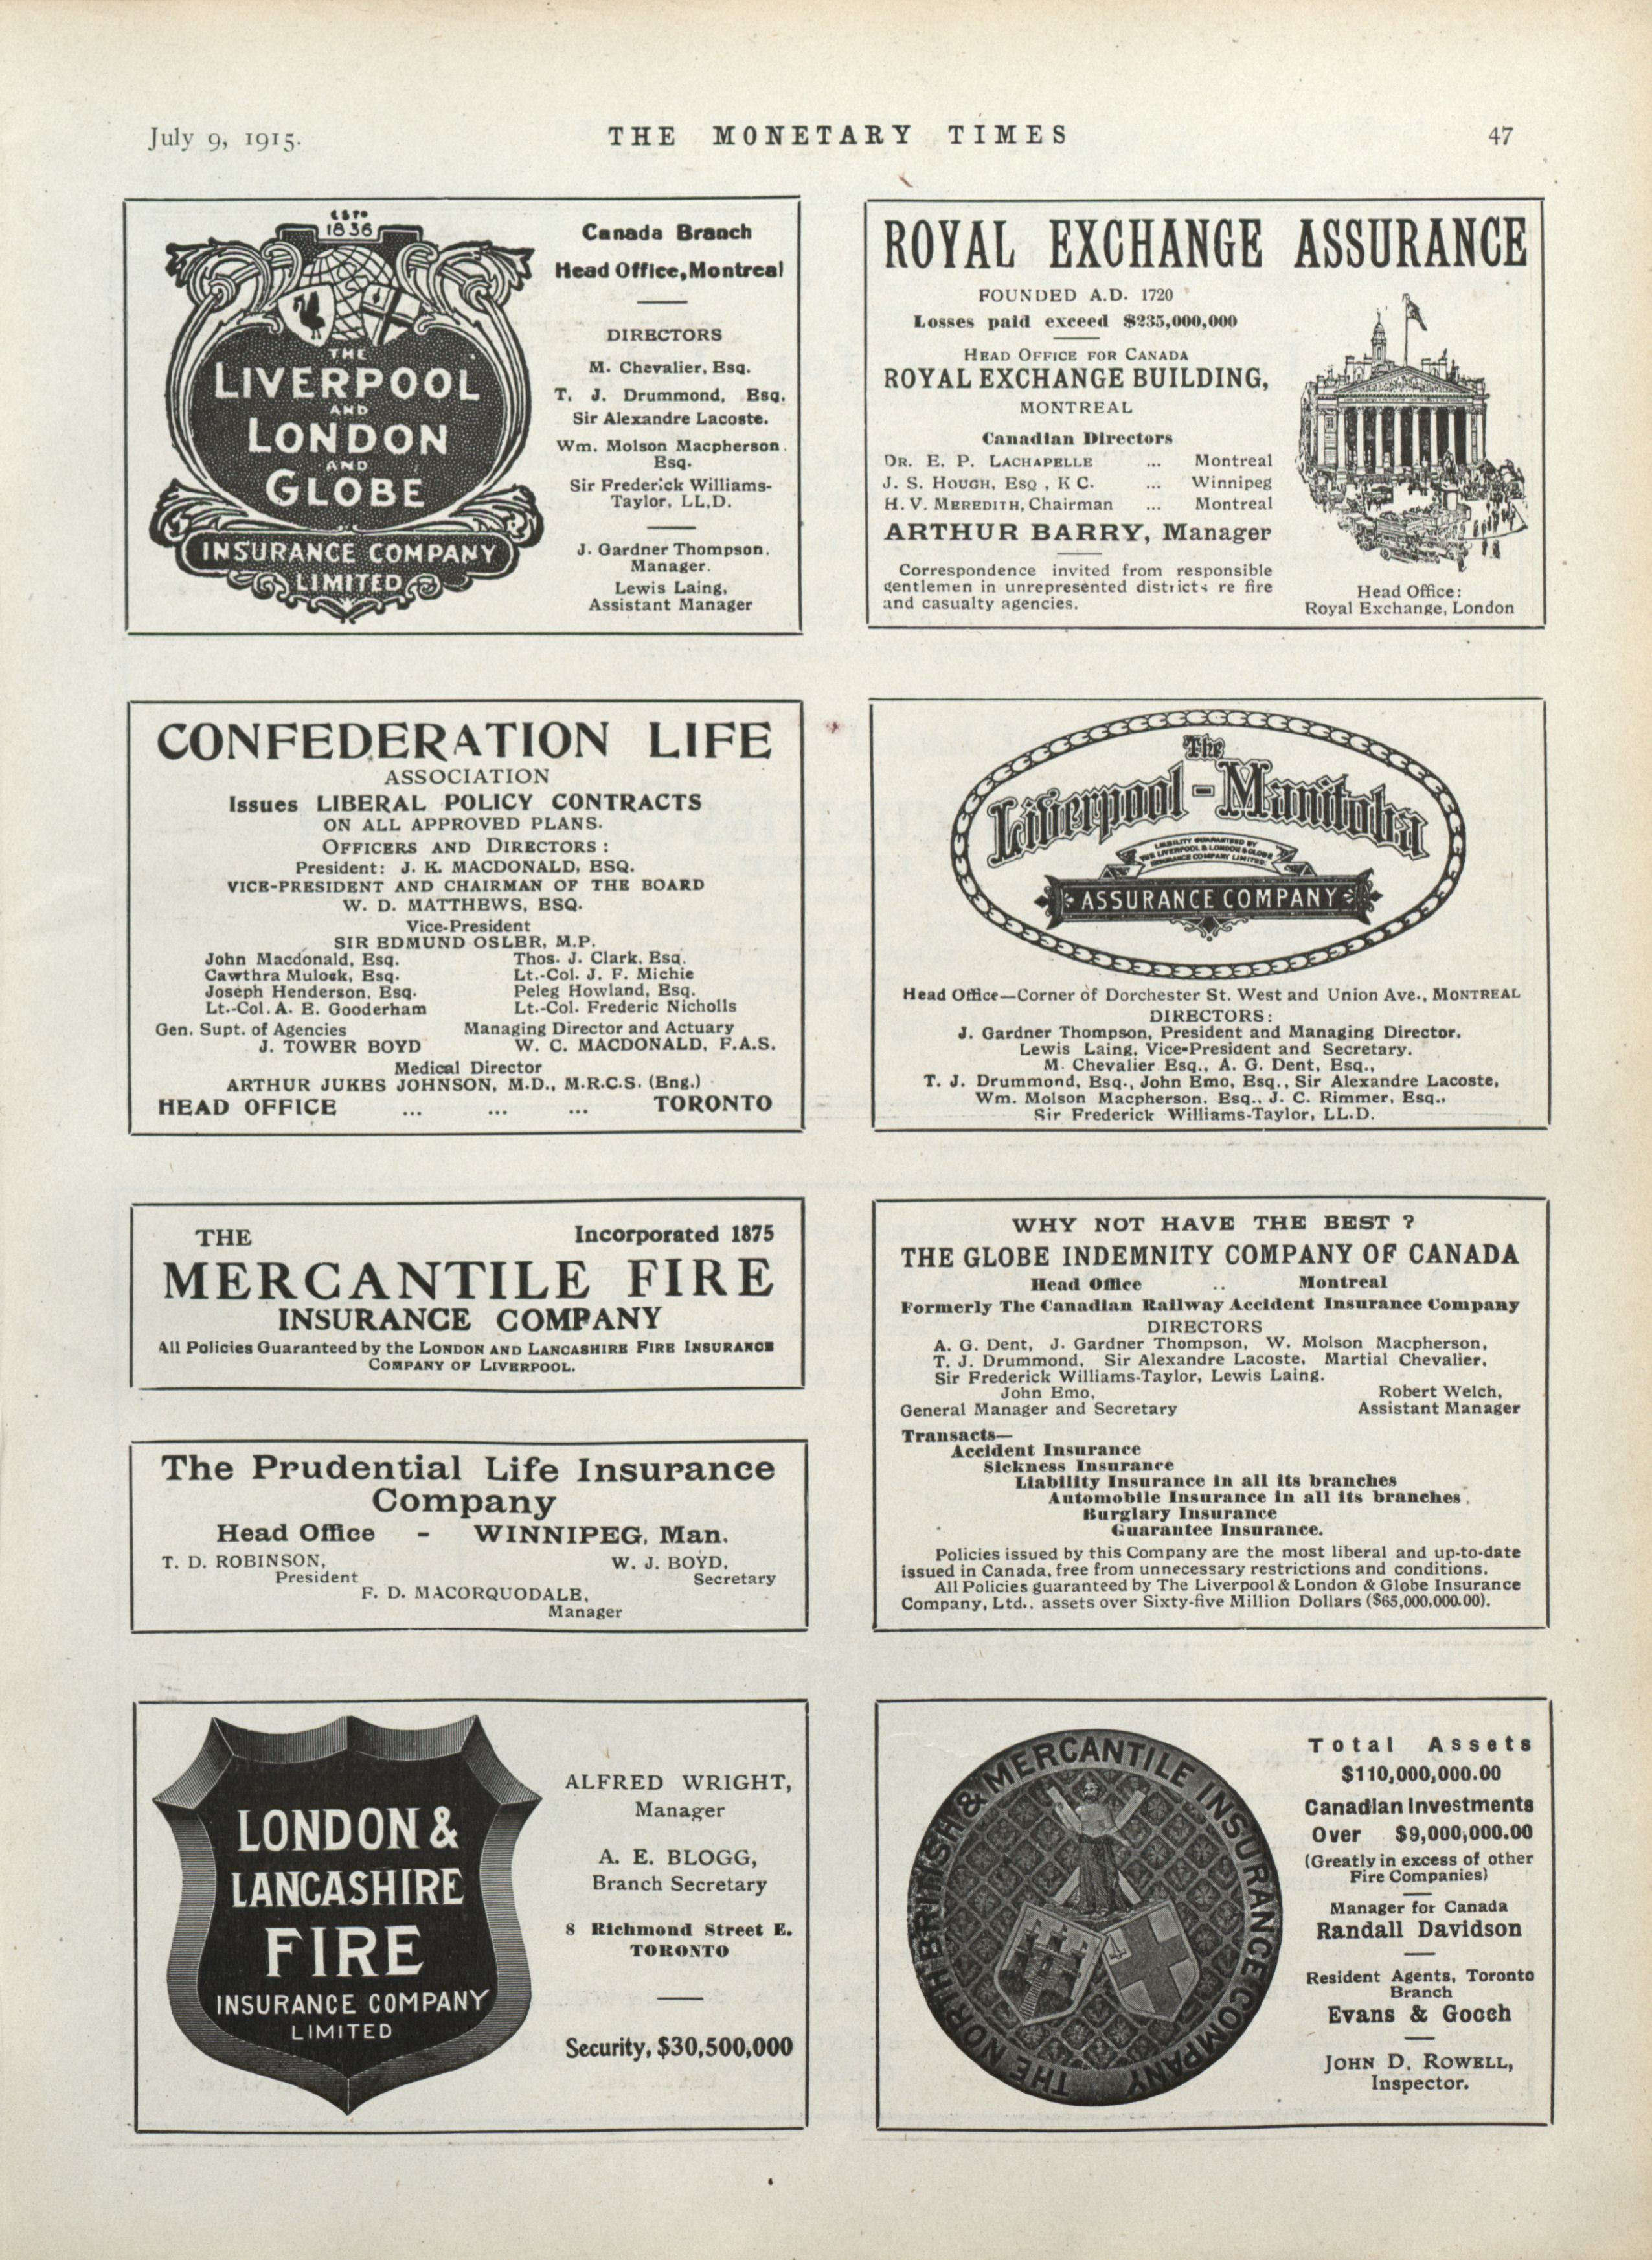 July 9, 1915.
THE MONETARY TIMES
47
ESTD
1836
THE
LIVERPOOL
AND
LONDON
AND
GLOBE
INSURANCE COMPANY
LIMITED
Canada Branch
Head Office, Montreal
DIRECTORS
M. Chevalier, Esq.
T. J. Drummond, Esq.
Sir Alexandre Lacoste.
Wm. Molson Macpherson.
Esq.
Sir Frederick Williams-
Taylor, LL.D.
J. Gardner Thompson.
Manager.
Lewis Laing,
Assistant Manager
ROYAL EXCHANGE ASSURANCE
FOUNDED A.D. 1720
Losses paid exceed $235,000,000
HEAD OFFICE FOR CANADA
ROYAL EXCHANGE BUILDING,
MONTREAL
Canadian Directors
DR. E. P. LACHAPELLE ... Montreal
J. S. HOUGH, ESQ , K C. ... Winnipeg
H. V. MEREDITH, Chairman ... Montreal
ARTHUR BARRY, Manager
Correspondence invited from responsible
gentlemen in unrepresented districts re fire
and casualty agencies.
Head Office:
Royal Exchange, London
CONFEDERATION LIFE
ASSOCIATION
Issues LIBERAL POLICY CONTRACTS
ON ALL APPROVED PLANS.
OFFICERS AND DIRECTORS :
President: J. K. MACDONALD, ESQ.
VICE-PRESIDENT AND CHAIRMAN OF THE BOARD
W. D. MATTHEWS, ESQ.
Vice-President
SIR EDMUND OSLER, M.P.
John Macdonald, Esq. Thos. J. Clark, Esq.
Cawthra Mulock, Esq. Lt.-Col. J. F. Michie
Joseph Henderson, Esq. Peleg Howland, Esq.
Lt.-Col. A. E. Gooderham Lt.-Col. Frederic Nicholls
Gen. Supt. of Agencies Managing Director and Actuary
J. TOWER BOYD W. C. MACDONALD, F.A.S.
Medical Director
ARTHUR JUKES JOHNSON, M.D., M.R.C.S. (Eng.)
HEAD OFFICE ... ... ... TORONTO
The
Liverpool-Manitoba
LIABILITY GUARANTEED BY
THE LIVERPOOL & LONDON & GLOBE
INSURANCE COMPANY LIMITED.
ASSURANCE COMPANY
Head Office—Corner of Dorchester St. West and Union Ave., MONTREAL
DIRECTORS:
J. Gardner Thompson, President and Managing Director.
Lewis Laing, Vice-President and Secretary.
M. Chevalier Esq., A. G. Dent, Esq.,
T. J. Drummond, Esq., John Emo, Esq., Sir Alexandre Lacoste,
Wm. Molson Macpherson, Esq., J. C. Rimmer, Esq.,
Sir Frederick Williams-Taylor, LL.D.
THE Incorporated 1875
MERCANTILE FIRE
INSURANCE COMPANY
All Policies Guaranteed by the LONDON AND LANCASHIRE FIRE INSURANCE
COMPANY OF LIVERPOOL.
The Prudential Life Insurance
Company
Head Office - WINNIPEG, Man.
T. D. ROBINSON, W. J. BOYD,
President Secretary
F. D. MACORQUODALE,
Manager
WHY NOT HAVE THE BEST ?
THE GLOBE INDEMNITY COMPANY OF CANADA
Head Office .. Montreal
Formerly The Canadian Railway Accident Insurance Company
DIRECTORS
A. G. Dent, J. Gardner Thompson, W. Molson Macpherson,
T. J. Drummond, Sir Alexandre Lacoste, Martial Chevalier,
Sir Frederick Williams-Taylor, Lewis Laing.
John Emo, Robert Welch,
General Manager and Secretary Assistant Manager
Transacts—
Accident Insurance
Sickness Insurance
Liability Insurance in all its branches
Automobile Insurance in all its branches.
Burglary Insurance
Guarantee Insurance.
Policies issued by this Company are the most liberal and up-to-date
issued in Canada, free from unnecessary restrictions and conditions.
All Policies guaranteed by The Liverpool & London & Globe Insurance
Company, Ltd., assets over Sixty-five Million Dollars ($65,000,000.00).
LONDON &
LANCASHIRE
FIRE
INSURANCE COMPANY
LIMITED
ALFRED WRIGHT,
Manager
A. E. BLOGG,
Branch Secretary
8 Richmond Street E.
TORONTO
Security, $30,500,000
THE NORTH BRITISH & MERCANTILE INSURANCE COMPANY
Total Assets
$110,000,000.00
Canadian Investments
Over $9,000,000.00
(Greatly in excess of other
Fire Companies)
Manager for Canada
Randall Davidson
Resident Agents, Toronto
Branch
Evans & Gooch
JOHN D. ROWELL,
Inspector.